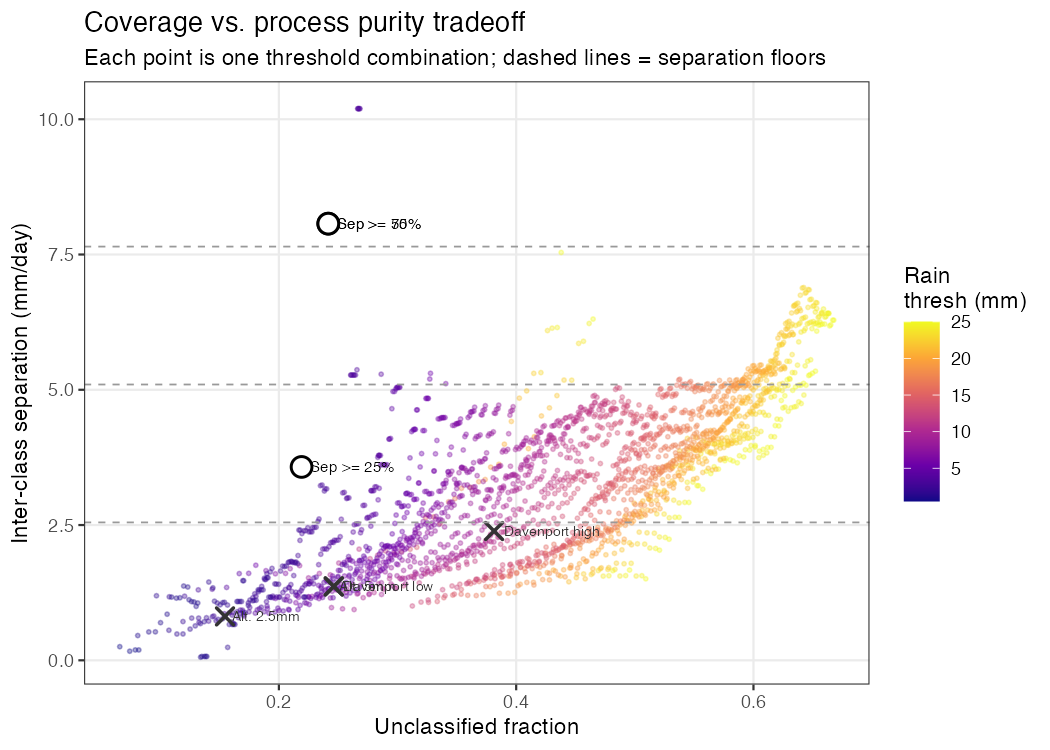 Coverage vs. process purity tradeoff
Each point is one threshold combination; dashed lines = separation floors
10.0
7.5
5.0
2.5
0.0
Inter-class separation (mm/day)
Sep >= 25%
Davenport high
Davenport low
Alt. 2.5mm
0.2
0.4
0.6
Unclassified fraction
Rain
thresh (mm)
25
20
15
10
5